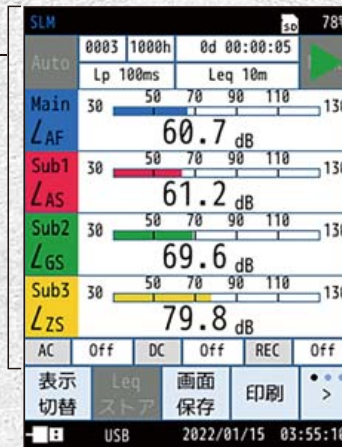 SLM SD 78%
Auto 0003 1000h 0d 00:00:05
Lp 100ms Leq 10m
Main 30 50 70 90 110 130
LAF 60.7 dB
Sub1 30 50 70 90 110 130
LAS 61.2 dB
Sub2 30 50 70 90 110 130
LGS 69.6 dB
Sub3 30 50 70 90 110 130
LZS 79.8 dB
AC Off DC Off REC Off
表示 Leq 画面 印刷 >
切替 ストア 保存
USB 2022/01/15 03:55:10